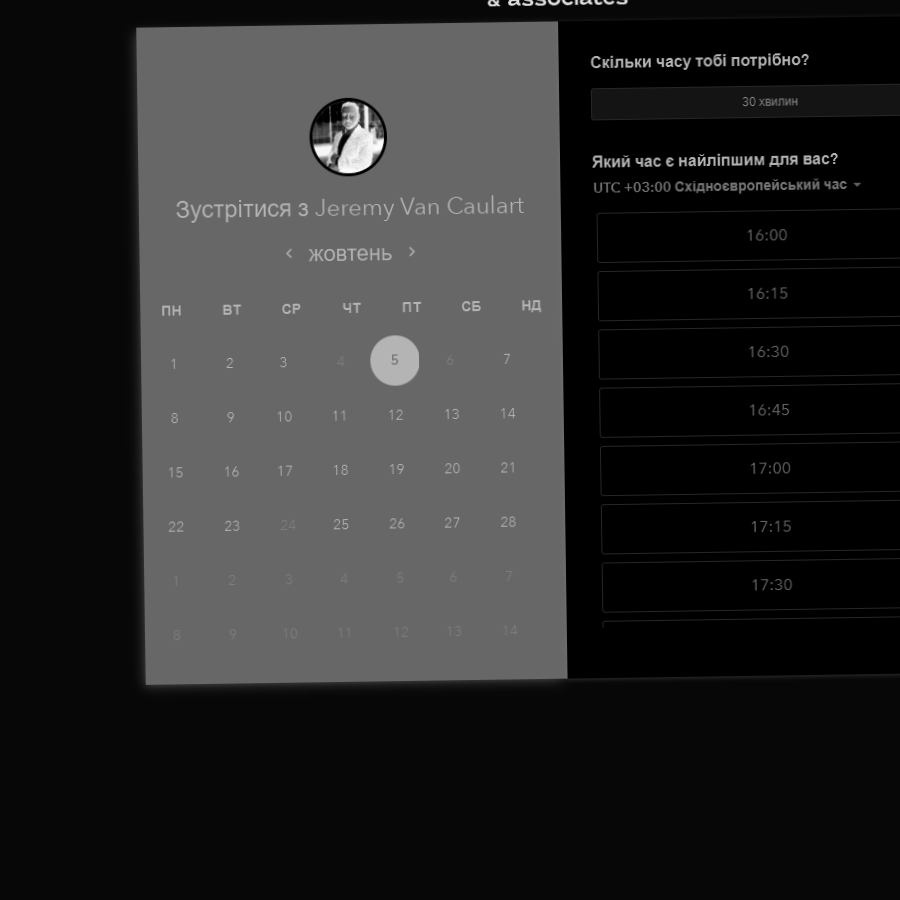 & associates
Зустрітися з Jeremy Van Caulart
жовтень
ПН ВТ СР ЧТ ПТ СБ НД
1 2 3 4 5 6 7
8 9 10 11 12 13 14
15 16 17 18 19 20 21
22 23 24 25 26 27 28
1 2 3 4 5 6 7
8 9 10 11 12 13 14
Скільки часу тобі потрібно?
30 хвилин
Який час є найліпшим для вас?
UTC +03:00 Східноєвропейський час
16:00
16:15
16:30
16:45
17:00
17:15
17:30